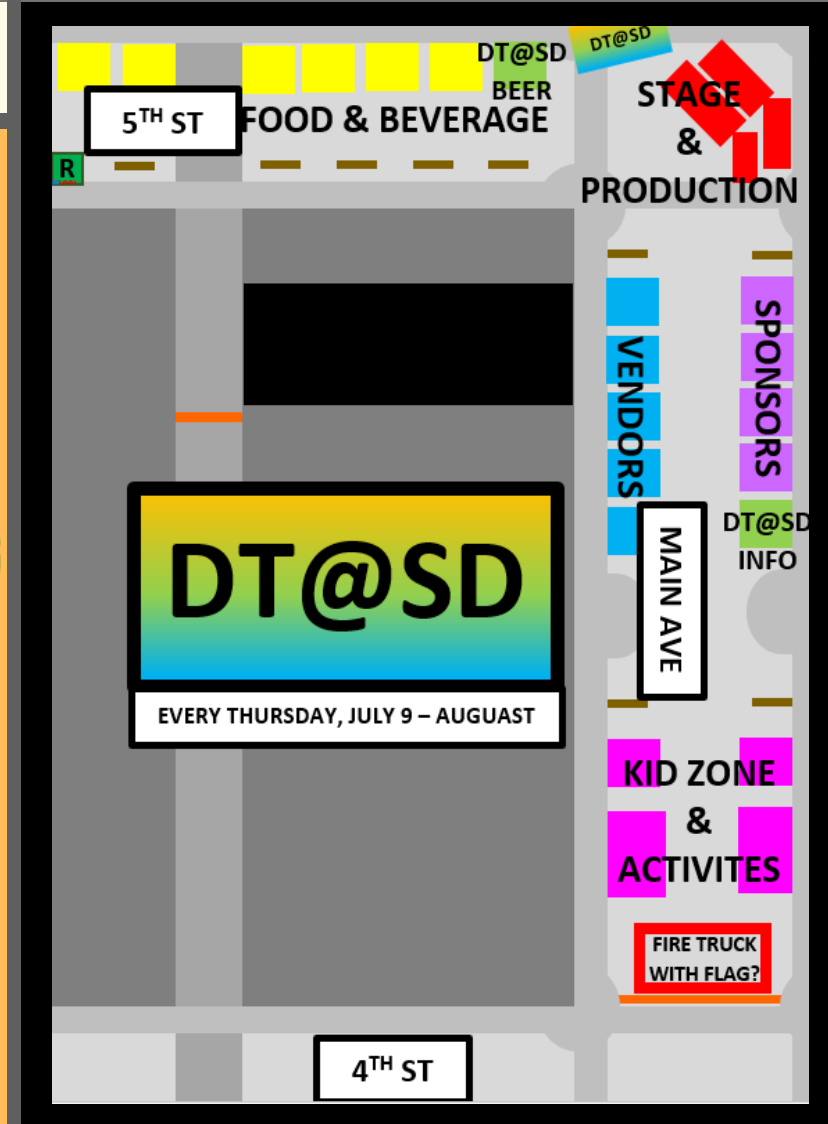 DT@SD
BEER
DT@SD
5TH ST
FOOD & BEVERAGE
R
STAGE
&
PRODUCTION
VENDORS
SPONSORS
DT@SD
INFO
MAIN AVE
DT@SD
EVERY THURSDAY, JULY 9 – AUGUAST
KID ZONE
&
ACTIVITES
FIRE TRUCK
WITH FLAG?
4TH ST